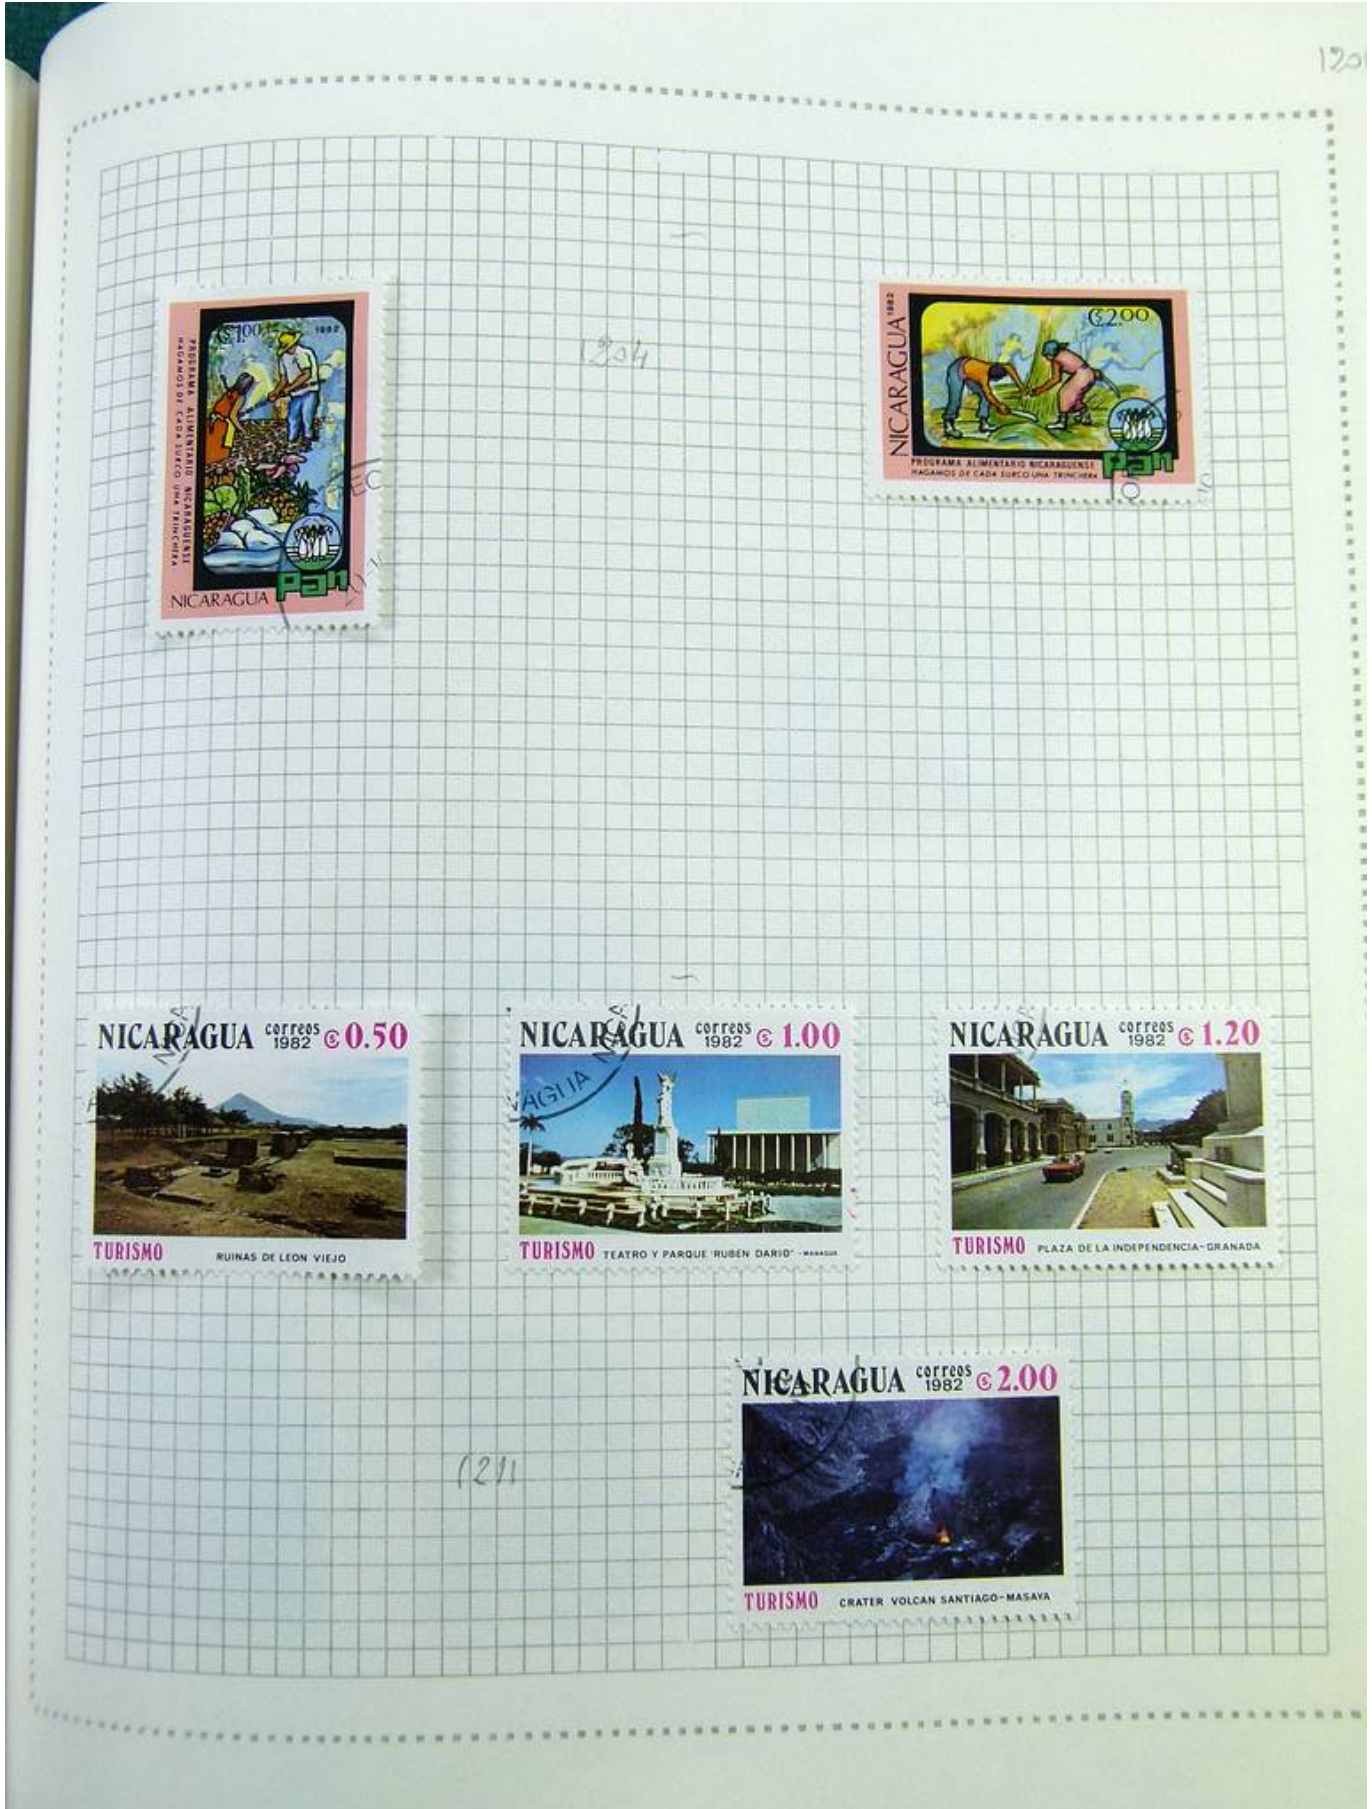 120
C$1.00
1982
PROGRAMA ALIMENTARIO NICARAGUENSE
HAGAMOS DE CADA SURCO UNA TRINCHERA
Pan
NICARAGUA
1204
NICARAGUA 1982
C$2.00
Pan
PROGRAMA ALIMENTARIO NICARAGUENSE
HAGAMOS DE CADA SURCO UNA TRINCHERA
NICARAGUA correos 1982 C$ 0.50
NICA
TURISMO RUINAS DE LEON VIEJO
NICARAGUA correos 1982 C$ 1.00
NICA
AGUA
TURISMO TEATRO Y PARQUE "RUBEN DARIO" - MANAGUA
NICARAGUA correos 1982 C$ 1.20
TURISMO PLAZA DE LA INDEPENDENCIA-GRANADA
NICARAGUA correos 1982 C$ 2.00
1211
TURISMO CRATER VOLCAN SANTIAGO-MASAYA